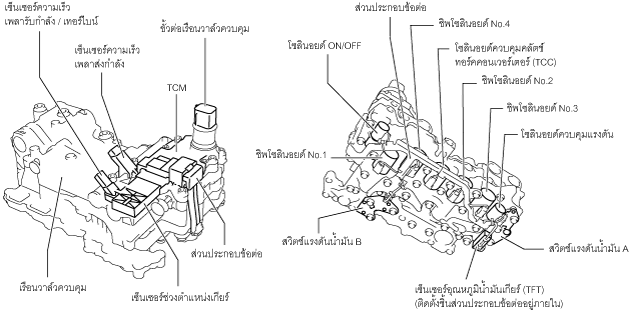 เซ็นเซอร์ความเร็ว
เพลารับกำลัง / เทอร์ไบน์
เซ็นเซอร์ความเร็ว
เพลาส่งกำลัง
ขั้วต่อเรือนวาล์วควบคุม
TCM
ส่วนประกอบข้อต่อ
เรือนวาล์วควบคุม
เซ็นเซอร์ช่วงตำแหน่งเกียร์
ส่วนประกอบข้อต่อ
ชิพโซลินอยด์ No.4
โซลินอยด์ ON/OFF
โซลินอยด์ควบคุมคลัตช์
ทอร์คคอนเวอร์เตอร์ (TCC)
ชิพโซลินอยด์ No.2
ชิพโซลินอยด์ No.3
โซลินอยด์ควบคุมแรงดัน
ชิพโซลินอยด์ No.1
สวิตช์แรงดันน้ำมัน B
สวิตช์แรงดันน้ำมัน A
เซ็นเซอร์อุณหภูมิน้ำมันเกียร์ (TFT)
(ติดตั้งชิ้นส่วนประกอบข้อต่ออยู่ภายใน)